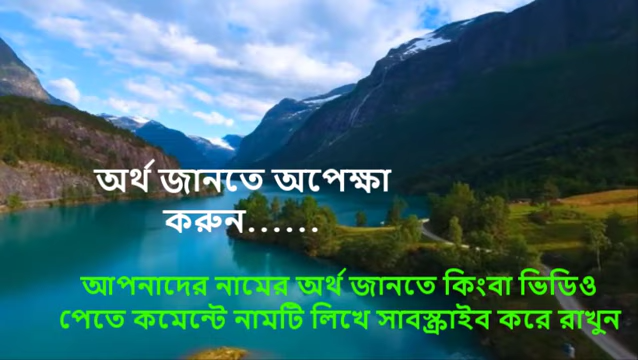 অর্থ জানতে অপেক্ষা
করুন......
আপনাদের নামের অর্থ জানতে কিংবা ভিডিও
পেতে কমেন্টে নামটি লিখে সাবস্ক্রাইব করে রাখুন